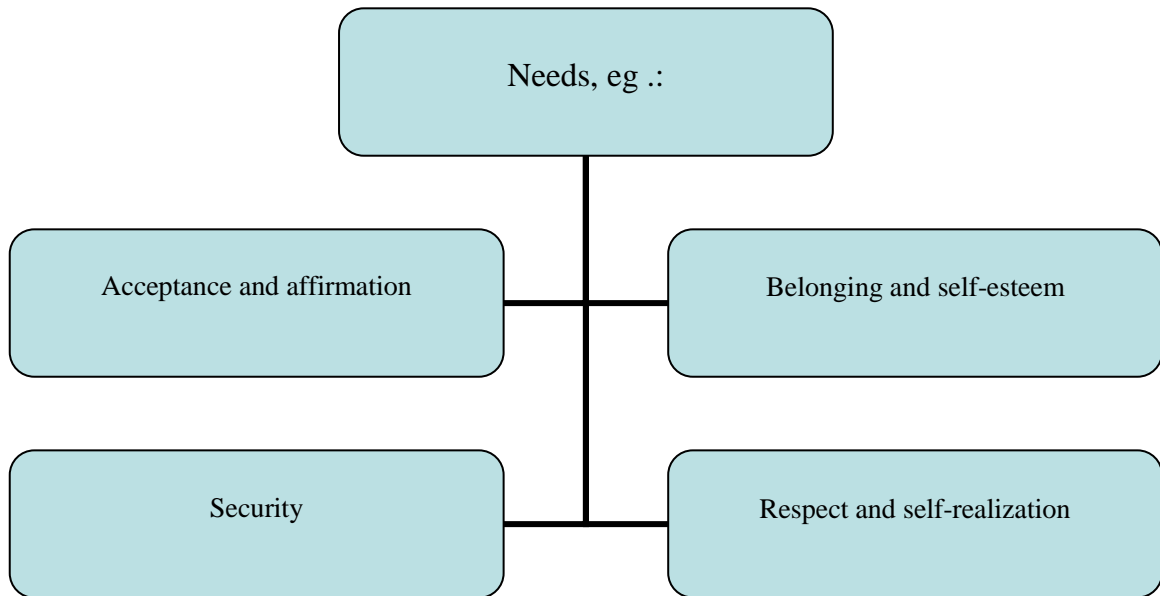 Needs, eg .:
Acceptance and affirmation
Belonging and self-esteem
Security
Respect and self-realization